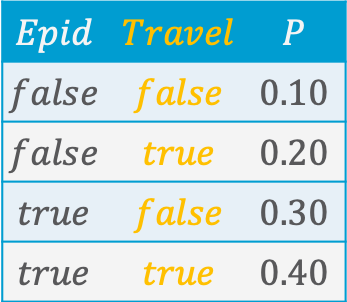 Epid Travel P
false false 0.10
false true 0.20
true false 0.30
true true 0.40